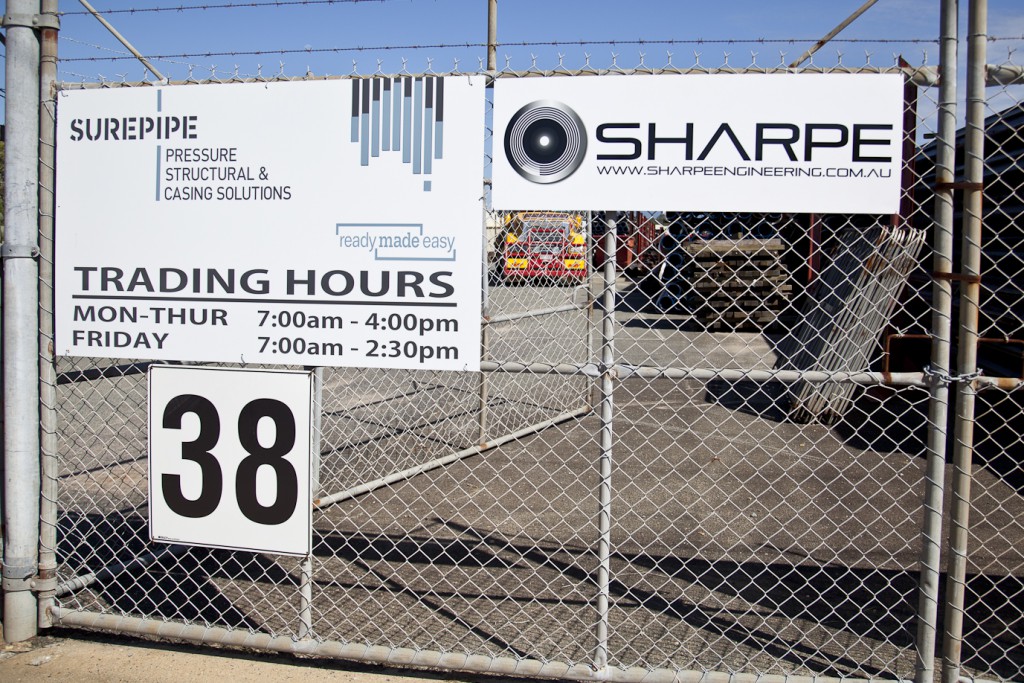 SUREPIPE
PRESSURE
STRUCTURAL &
CASING SOLUTIONS
ready made easy
TRADING HOURS
MON-THUR 7:00am - 4:00pm
FRIDAY 7:00am - 2:30pm
SHARPE
WWW.SHARPEENGINEERING.COM.AU
38